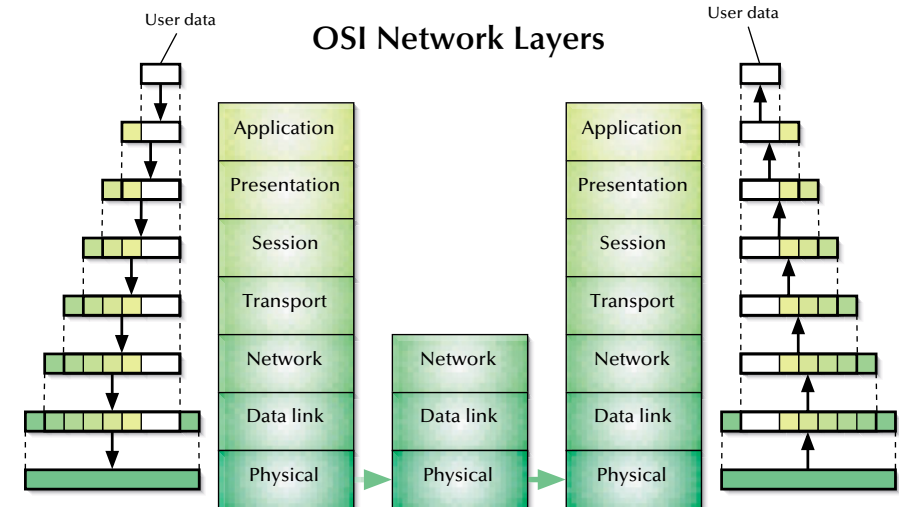 User data
OSI Network Layers
User data
Application
Application
Presentation
Presentation
Session
Session
Transport
Transport
Network
Network
Network
Data link
Data link
Data link
Physical
Physical
Physical